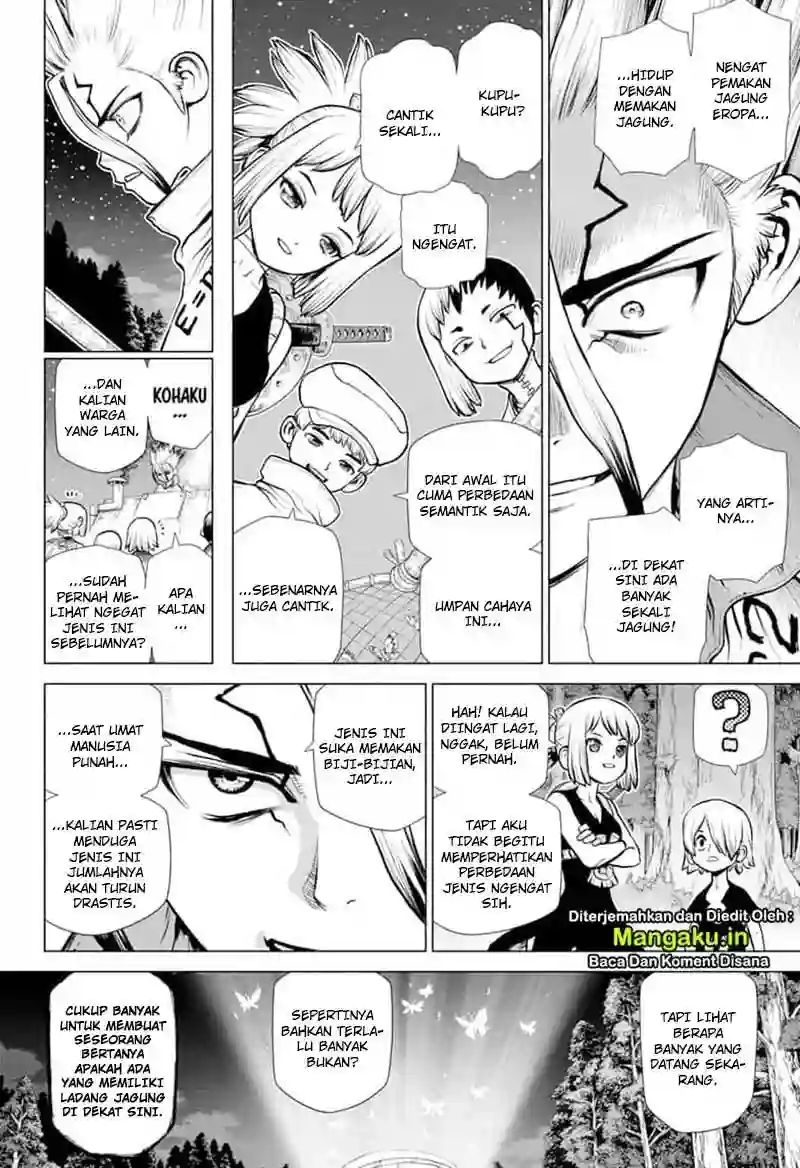 NENGAT
PEMAKAN
JAGUNG
EROPA...
...HIDUP
DENGAN
MEMAKAN
JAGUNG.
YANG ARTI-
NYA...
...DI DEKAT
SINI ADA
BANYAK
SEKALI
JAGUNG!
KUPU-
KUPU?
CANTIK
SEKALI...
ITU
NGENGAT.
DARI AWAL ITU
CUMA PERBEDAAN
SEMANTIK SAJA.
UMPAN CAHAYA
INI...
...SEBENARNYA
JUGA CANTIK.
KOHAKU
...
...DAN
KALIAN
WARGA
YANG LAIN.
APA
KALIAN
...
...SUDAH
PERNAH ME-
LIHAT NGEGAT
JENIS INI
SEBELUMNYA?
?
HAH! KALAU
DIINGAT LAGI,
NGGAK, BELUM
PERNAH.
TAPI AKU
TIDAK BEGITU
MEMPERHATIKAN
PERBEDAAN
JENIS NGENGAT
SIH.
JENIS INI
SUKA MEMAKAN
BIJI-BIJIAN,
JADI...
...SAAT UMAT
MANUSIA
PUNAH...
...KALIAN PASTI
MENDUGA
JENIS INI
JUMLAHNYA
AKAN TURUN
DRASTIS.
Diterjemahkan dan Diedit Oleh :
Mangaku.in
Baca Dan Koment Disana
TAPI LIHAT
BERAPA
BANYAK YANG
DATANG SEKA-
RANG.
SEPERTINYA
BAHKAN TERLA-
LU BANYAK
BUKAN?
CUKUP BANYAK
UNTUK MEMBUAT
SESEORANG
BERTANYA
APAKAH ADA
YANG MEMILIKI
LADANG JAGUNG
DI DEKAT SINI.